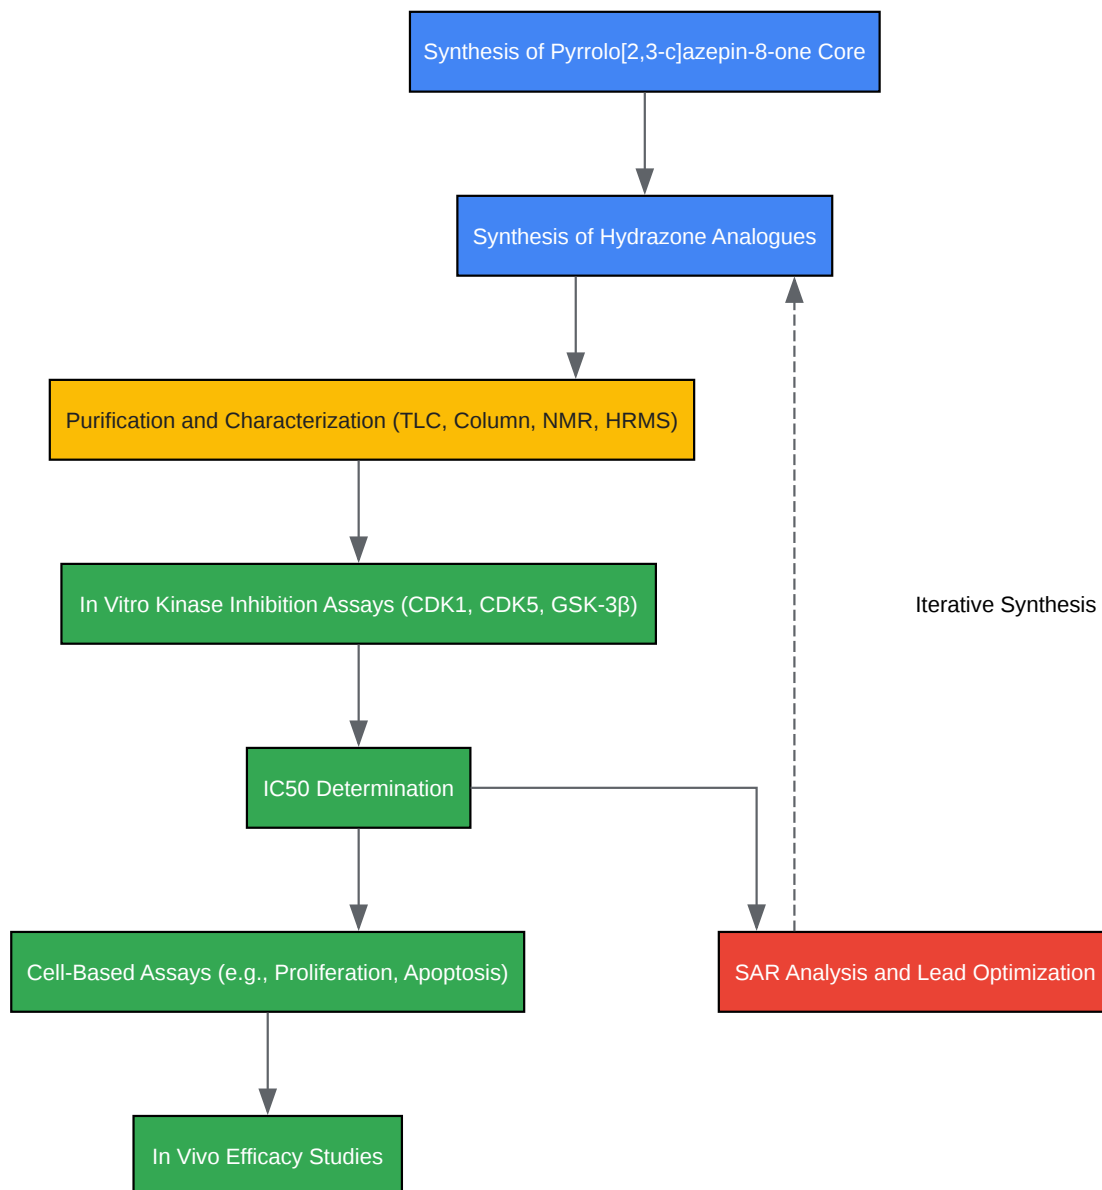 Synthesis of Pyrrolo[2,3-c]azepin-8-one Core
Synthesis of Hydrazone Analogues
Purification and Characterization (TLC, Column, NMR, HRMS)
In Vitro Kinase Inhibition Assays (CDK1, CDK5, GSK-3β)
Iterative Synthesis
IC50 Determination
Cell-Based Assays (e.g., Proliferation, Apoptosis)
SAR Analysis and Lead Optimization
In Vivo Efficacy Studies